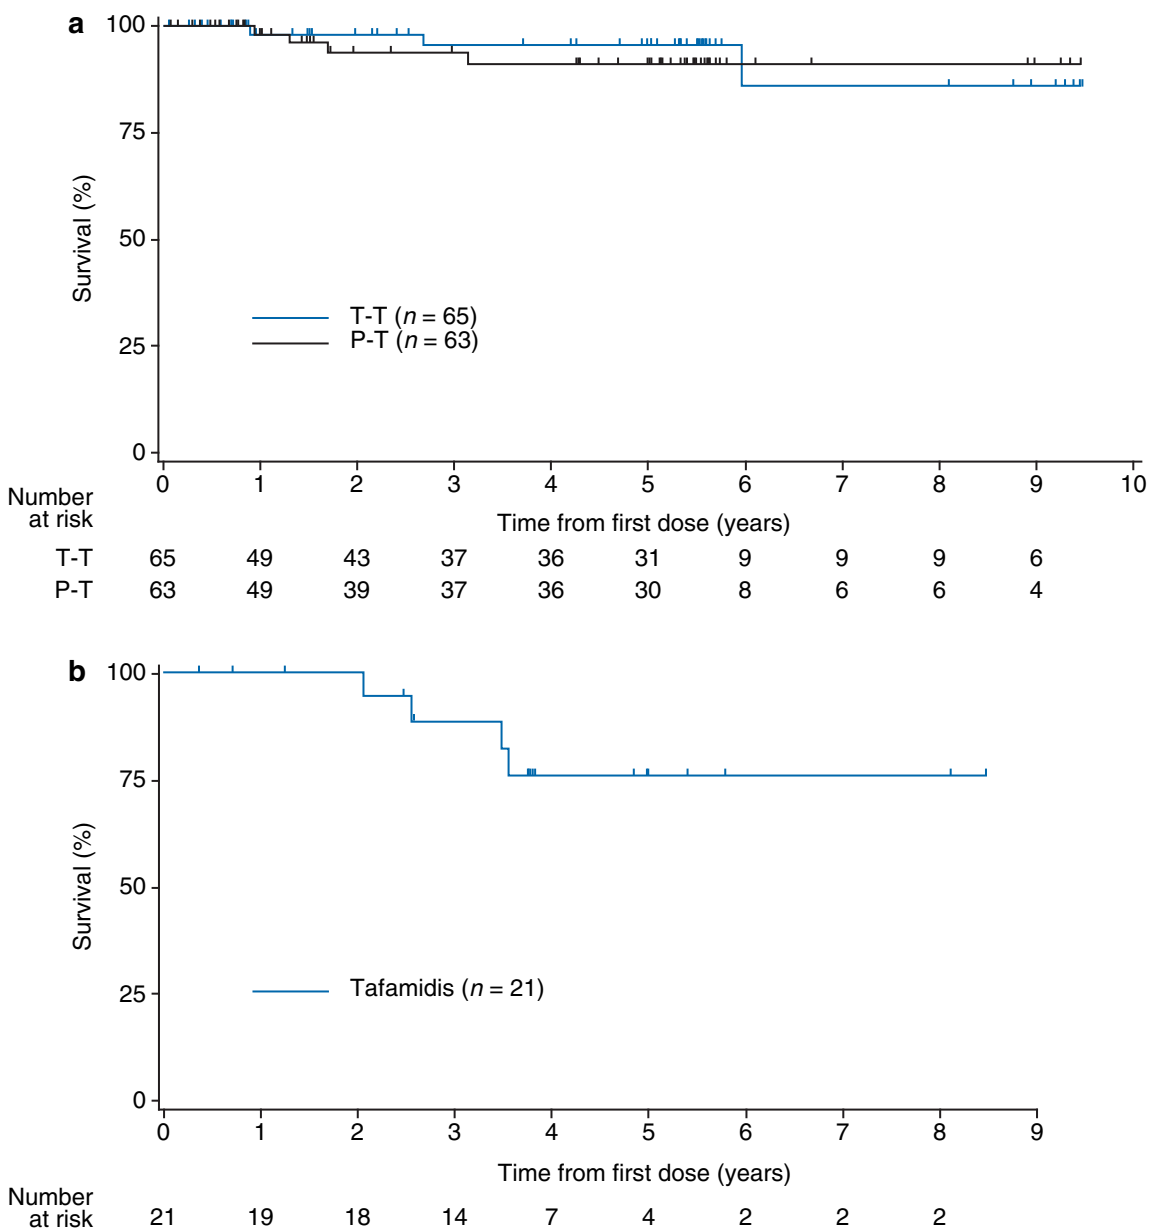 a
100
75
50
25
0
Survival (%)
T-T (n = 65)
P-T (n = 63)
0 1 2 3 4 5 6 7 8 9 10
Time from first dose (years)
Number
at risk
T-T 65 49 43 37 36 31 9 9 9 6
P-T 63 49 39 37 36 30 8 6 6 4
b
100
75
50
25
0
Survival (%)
Tafamidis (n = 21)
0 1 2 3 4 5 6 7 8 9
Time from first dose (years)
Number
at risk 21 19 18 14 7 4 2 2 2